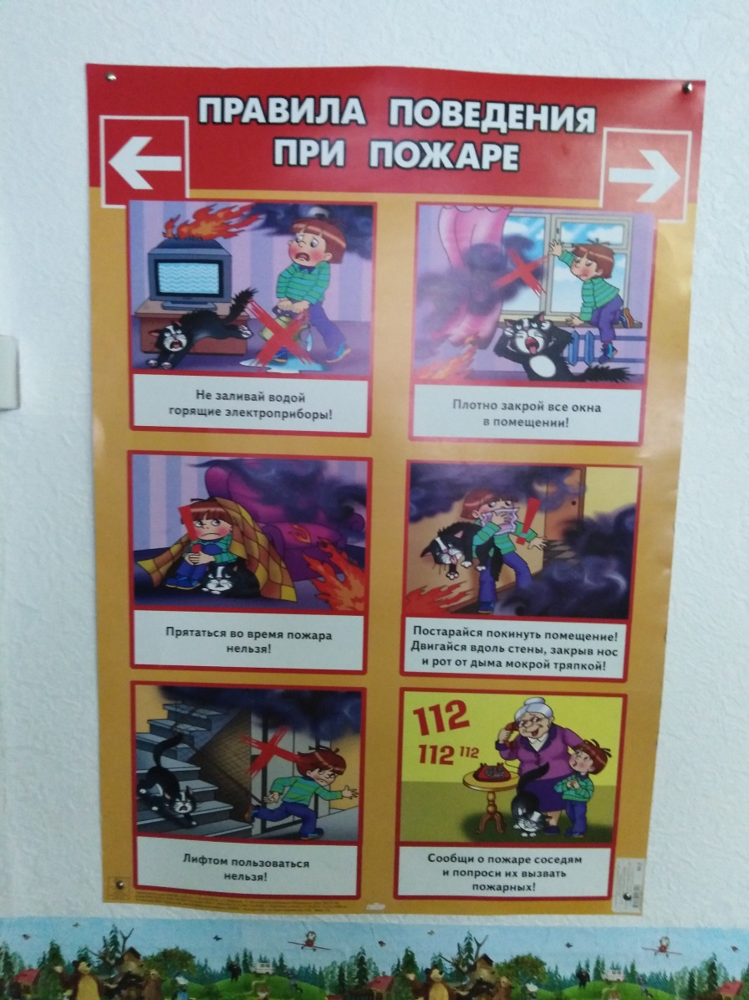 ПРАВИЛА ПОВЕДЕНИЯ
ПРИ ПОЖАРЕ
Не заливай водой
горящие электроприборы!
Плотно закрой все окна
в помещении!
Прятаться во время пожара
нельзя!
Постарайся покинуть помещение!
Двигайся вдоль стены, закрыв нос
и рот от дыма мокрой тряпкой!
Лифтом пользоваться
нельзя!
112
112 112
Сообщи о пожаре соседям
и попроси их вызвать
пожарных!